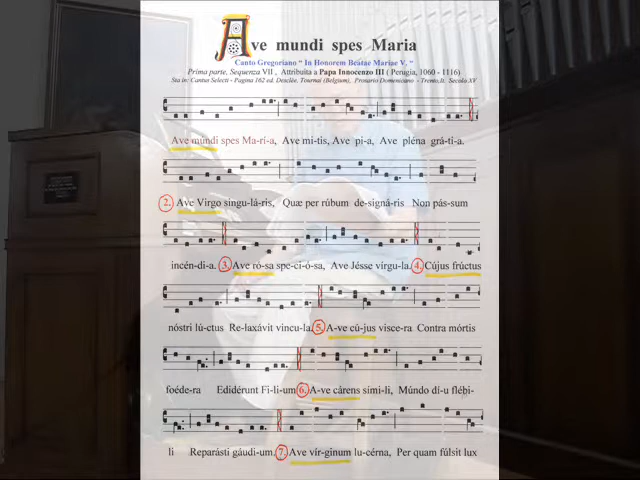 Ave mundi spes Maria
Canto Gregoriano " In Honorem Beatae Mariae V. "
Prima parte, Sequenza VII , Attribuita a Papa Innocenzo III ( Perugia, 1060 - 1116)
Sta in: Cantus Selecti - Pagina 162 ed. Desclée, Tournai (Belgium), Prosario Domenicano - Trento,It. Secolo XV
Ave mundi spes Ma-rí-a, Ave mi-tis, Ave pi-a, Ave pléna grá-ti-a.
2. Ave Virgo singu-lá-ris, Quæ per rúbum de-signá-ris Non pás-sum
incén-di-a. 3. Ave ró-sa spe-ci-ó-sa, Ave Jésse vírgu-la. 4. Cújus frúctus
nóstri lú-ctus Re-laxávit víncu-la. 5. A-ve cú-jus vísce-ra Contra mórtis
foéde-ra Edidérunt Fí-li-um 6. A-ve cárens sími-li, Múndo dí-u flébi-
li Reparásti gáudi-um. 7. Ave vír-ginum lu-cérna, Per quam fúlsit lux